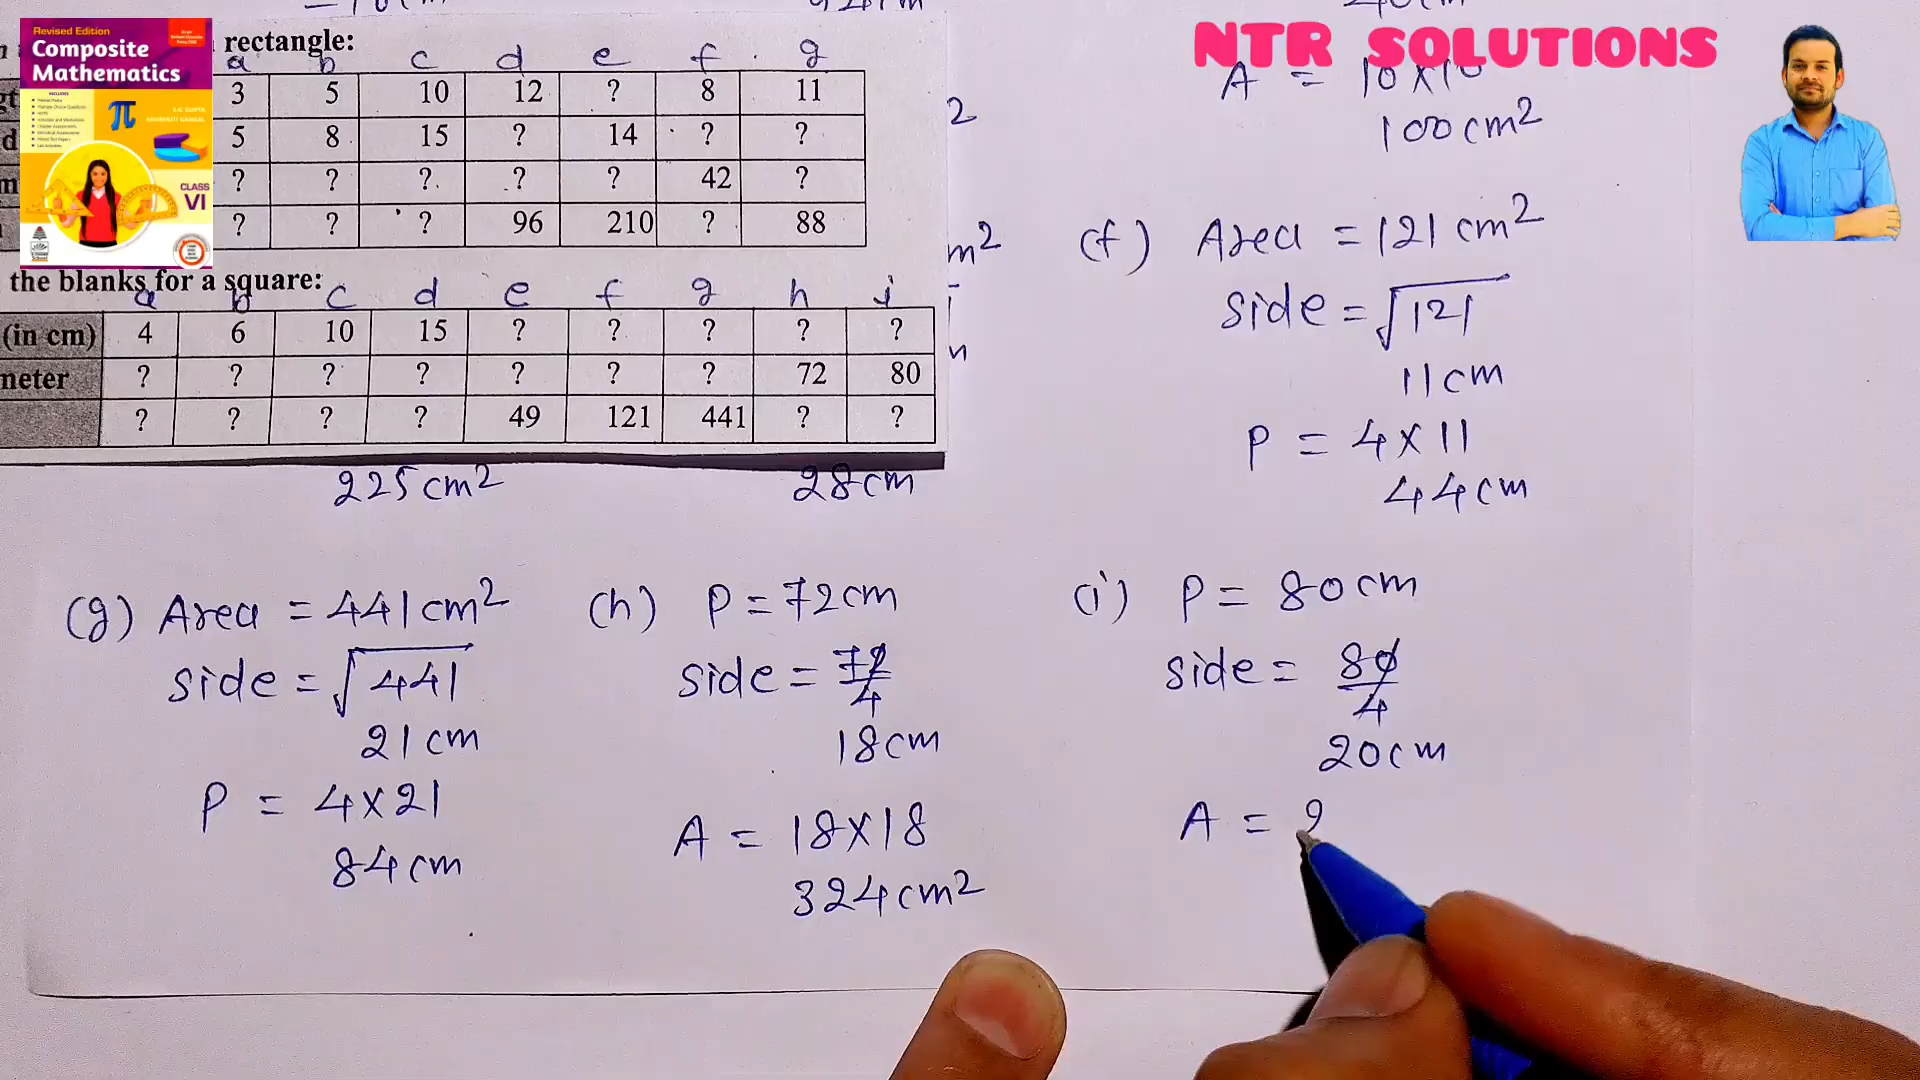 NTR SOLUTIONS
Revised Edition
Composite
Mathematics
CLASS
VI
rectangle:
a b c d e f g
3 5 10 12 ? 8 11
5 8 15 ? 14 ? ?
? ? ? ? ? 42 ?
? ? ? 96 210 ? 88
the blanks for a square:
a b c d e f g h i
(in cm) 4 6 10 15 ? ? ? ? ?
meter ? ? ? ? ? ? ? 72 80
? ? ? ? 49 121 441 ? ?
225 cm²
28 cm
A = 10×10
100 cm²
(f) Area = 121 cm²
side = √121
11 cm
P = 4×11
44 cm
(g) Area = 441 cm²
side = √441
21 cm
P = 4×21
84 cm
(h) P = 72 cm
side = 72/4
18 cm
A = 18×18
324 cm²
(i) P = 80 cm
side = 80/4
20 cm
A = 2